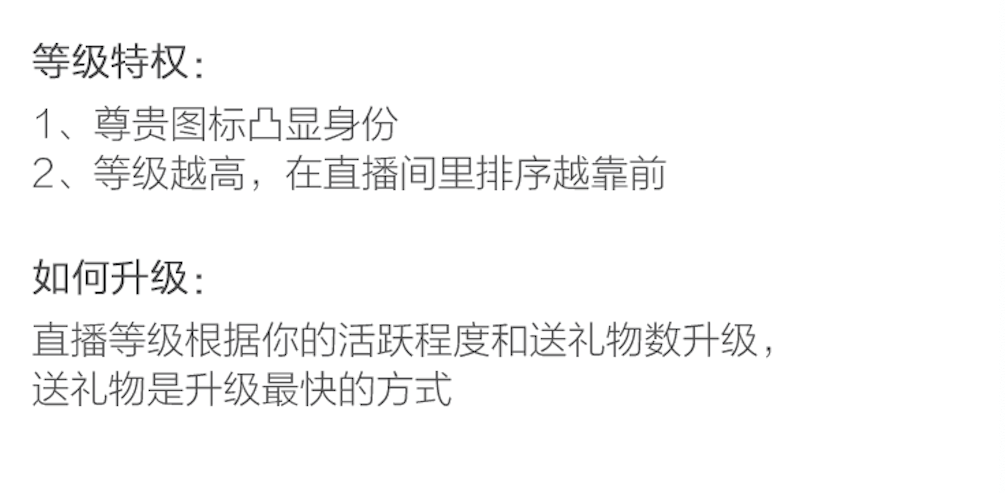 等级特权：
1、尊贵图标凸显身份
2、等级越高，在直播间里排序越靠前
如何升级：
直播等级根据你的活跃程度和送礼物数升级，
送礼物是升级最快的方式